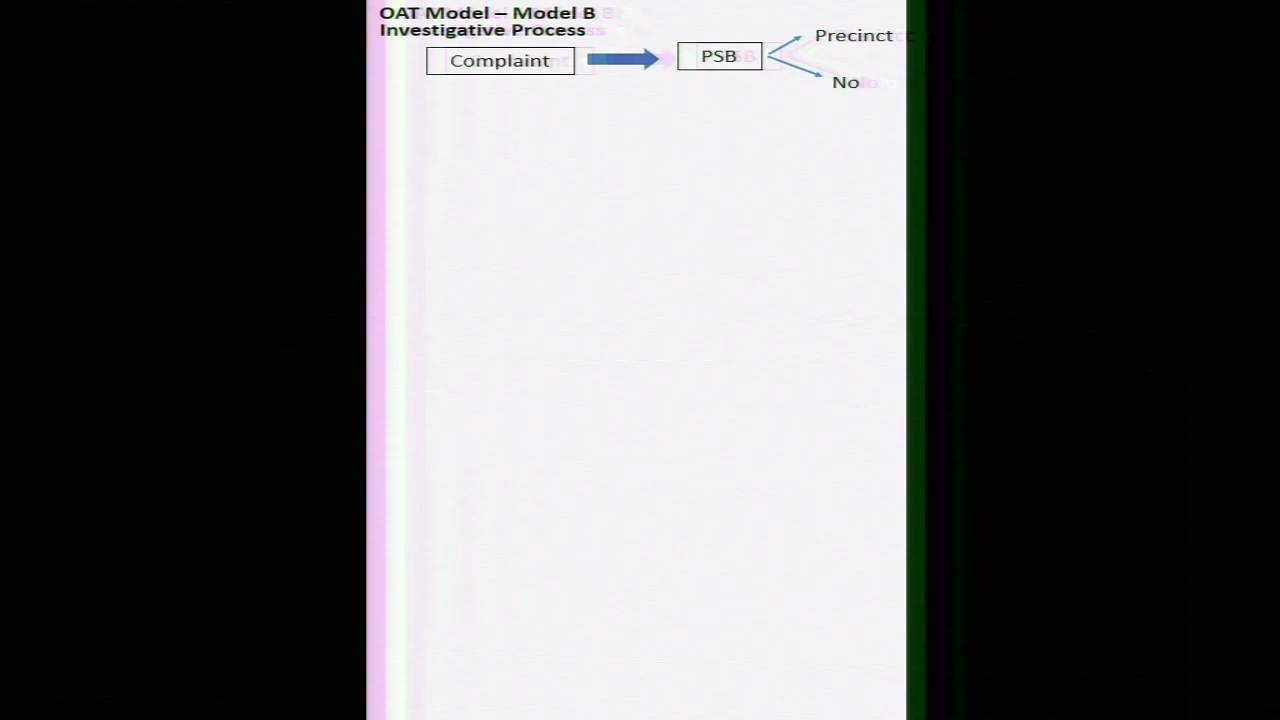 OAT Model – Model B
Investigative Process
Complaint
PSB
Precinct
No